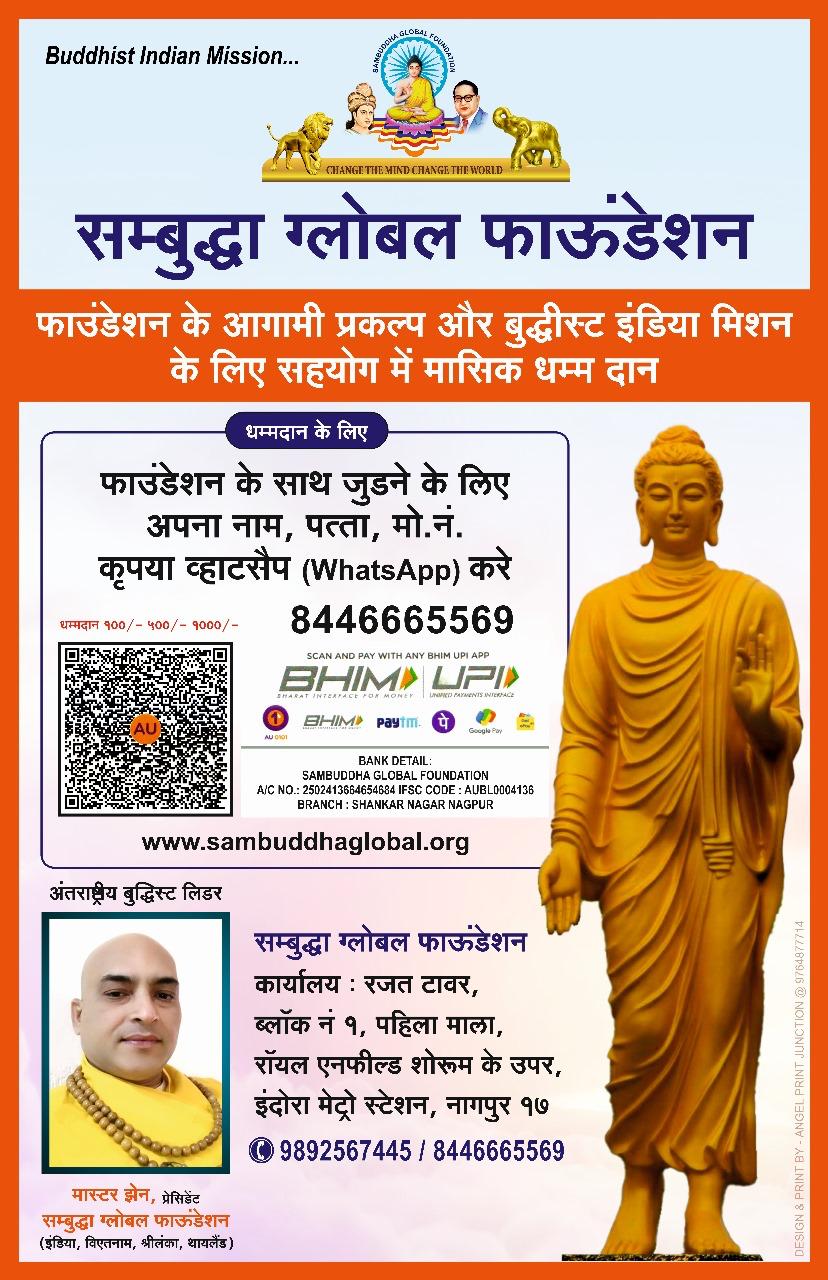 Buddhist Indian Mission...
SAMBUDDHA GLOBAL FOUNDATION
CHANGE THE MIND CHANGE THE WORLD
सम्बुद्धा ग्लोबल फाऊंडेशन
फाउंडेशन के आगामी प्रकल्प और बुद्धीस्ट इंडिया मिशन
के लिए सहयोग में मासिक धम्म दान
धम्मदान के लिए
फाउंडेशन के साथ जुडने के लिए
अपना नाम, पत्ता, मो.नं.
कृपया व्हाटसैप (WhatsApp) करे
8446665569
धम्मदान १००/- ५००/- १०००/-
AU
SCAN AND PAY WITH ANY BHIM UPI APP
BHIM UPI
BHARAT INTERFACE FOR MONEY UNIFIED PAYMENTS INTERFACE
AU 0101 BHIM Paytm पे Google Pay
BANK DETAIL:
SAMBUDDHA GLOBAL FOUNDATION
A/C NO.: 2502413664654684 IFSC CODE : AUBL0004136
BRANCH : SHANKAR NAGAR NAGPUR
www.sambuddhaglobal.org
अंतराष्ट्रीय बुद्धिस्ट लिडर
सम्बुद्धा ग्लोबल फाऊंडेशन
कार्यालय : रजत टावर,
ब्लॉक नं १, पहिला माला,
रॉयल एनफील्ड शोरूम के उपर,
इंदोरा मेट्रो स्टेशन, नागपुर १७
9892567445 / 8446665569
मास्टर झेन, प्रेसिडेंट
सम्बुद्धा ग्लोबल फाऊंडेशन
(इंडिया, विएतनाम, श्रीलंका, थायलैंड)
DESIGN & PRINT BY - ANGEL PRINT JUNCTION @ 9764877714